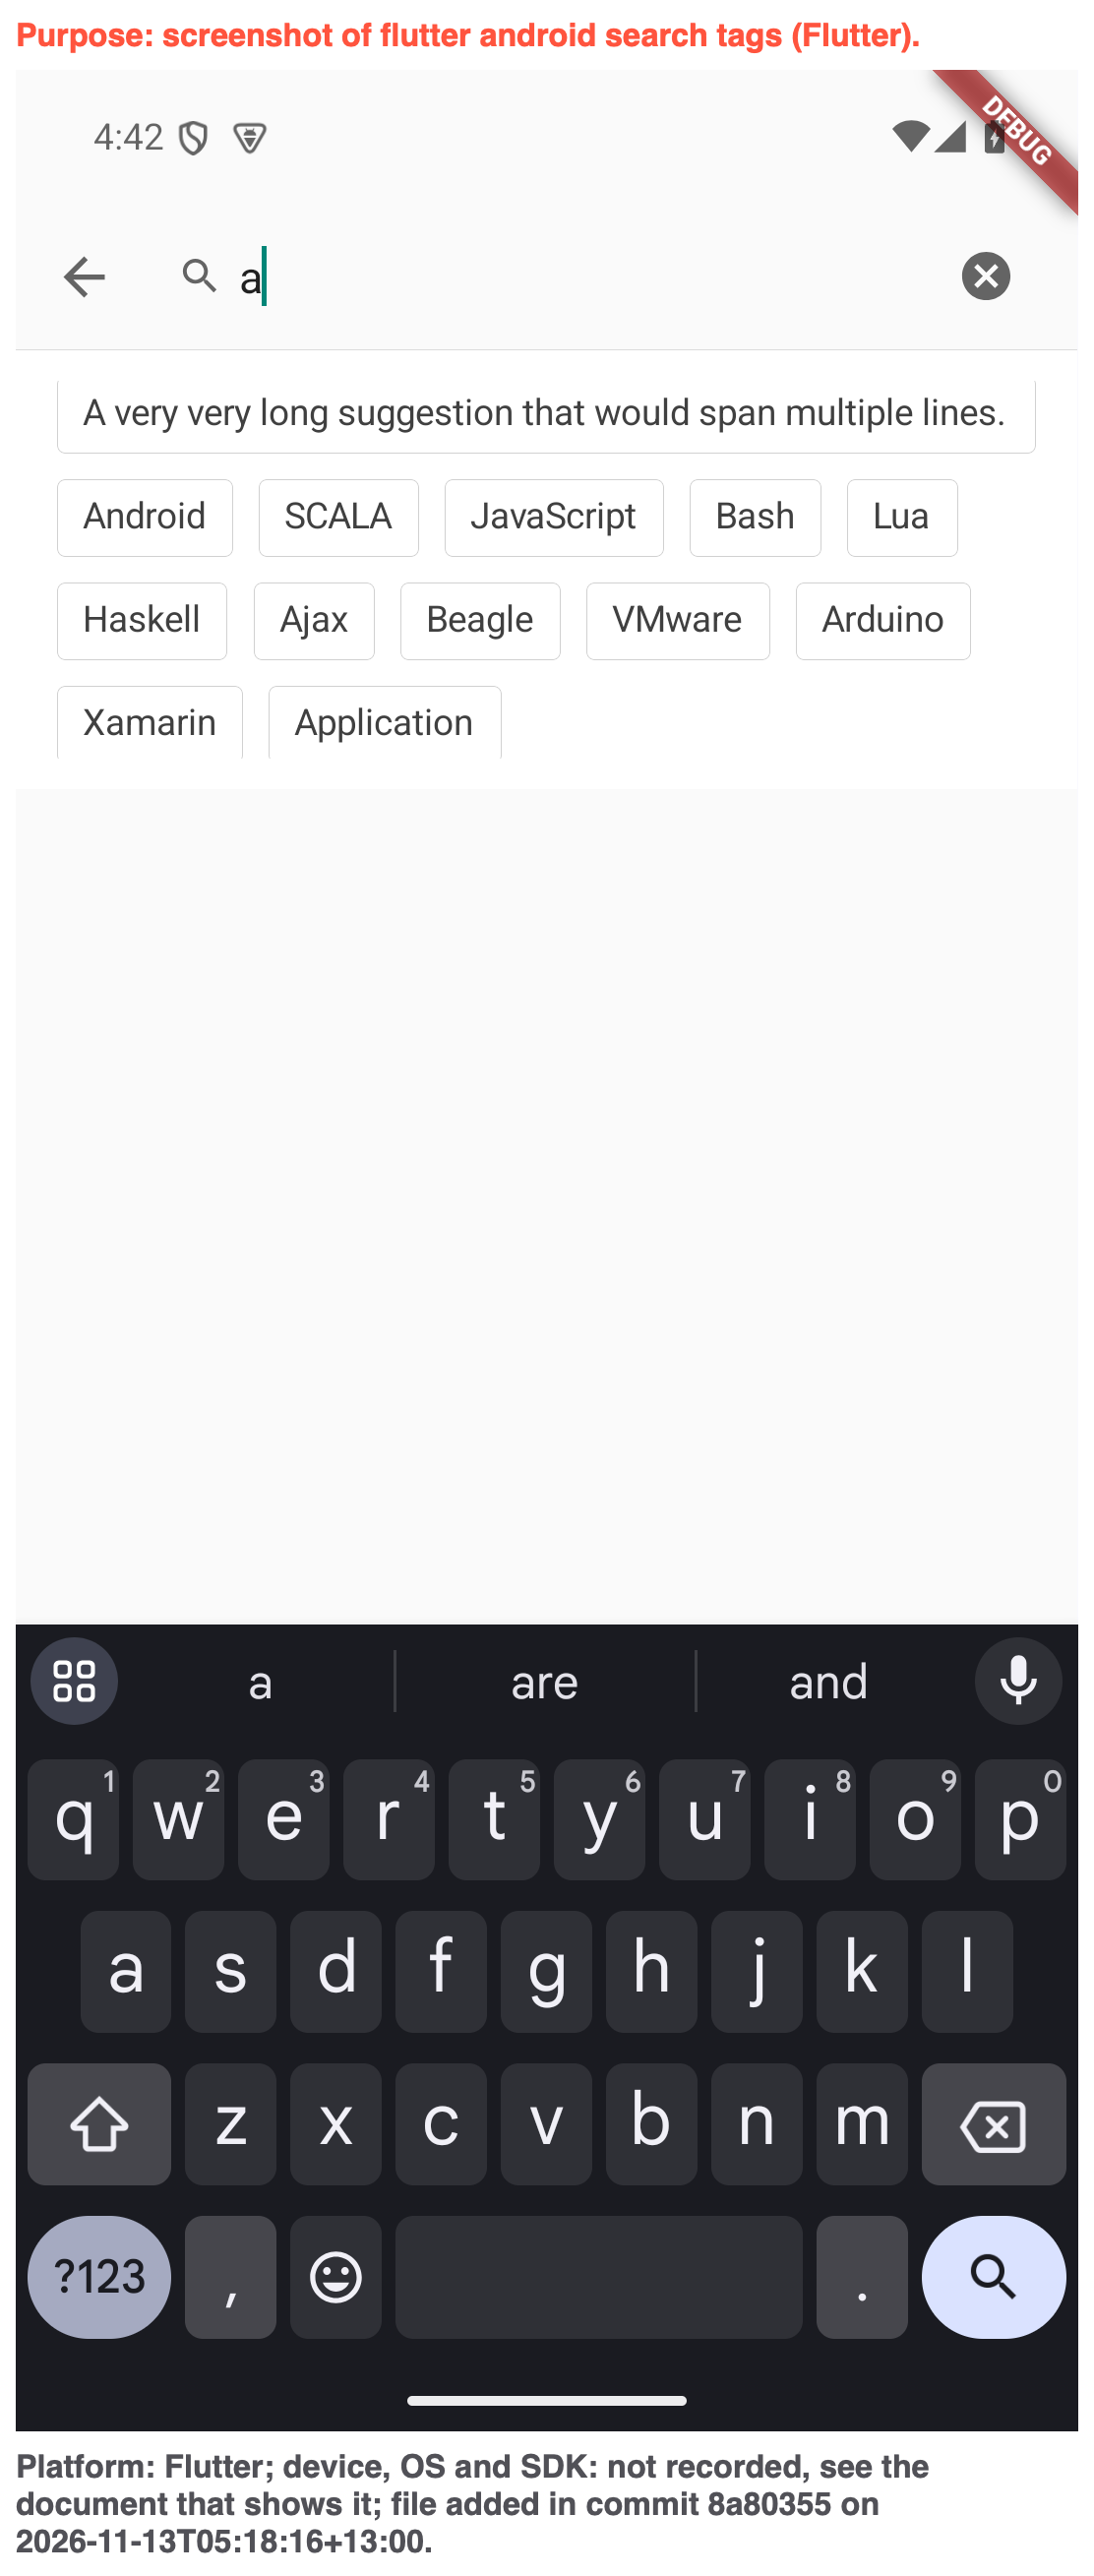 Purpose: screenshot of flutter android search tags (Flutter).
4:42
DEBUG
a
A very very long suggestion that would span multiple lines.
Android SCALA JavaScript Bash Lua
Haskell Ajax Beagle VMware Arduino
Xamarin Application
a are and
q1 w2 e3 r4 t5 y6 u7 i8 o9 p0
a s d f g h j k l
z x c v b n m
?123 , .
Platform: Flutter; device, OS and SDK: not recorded, see the
document that shows it; file added in commit 8a80355 on
2026-11-13T05:18:16+13:00.